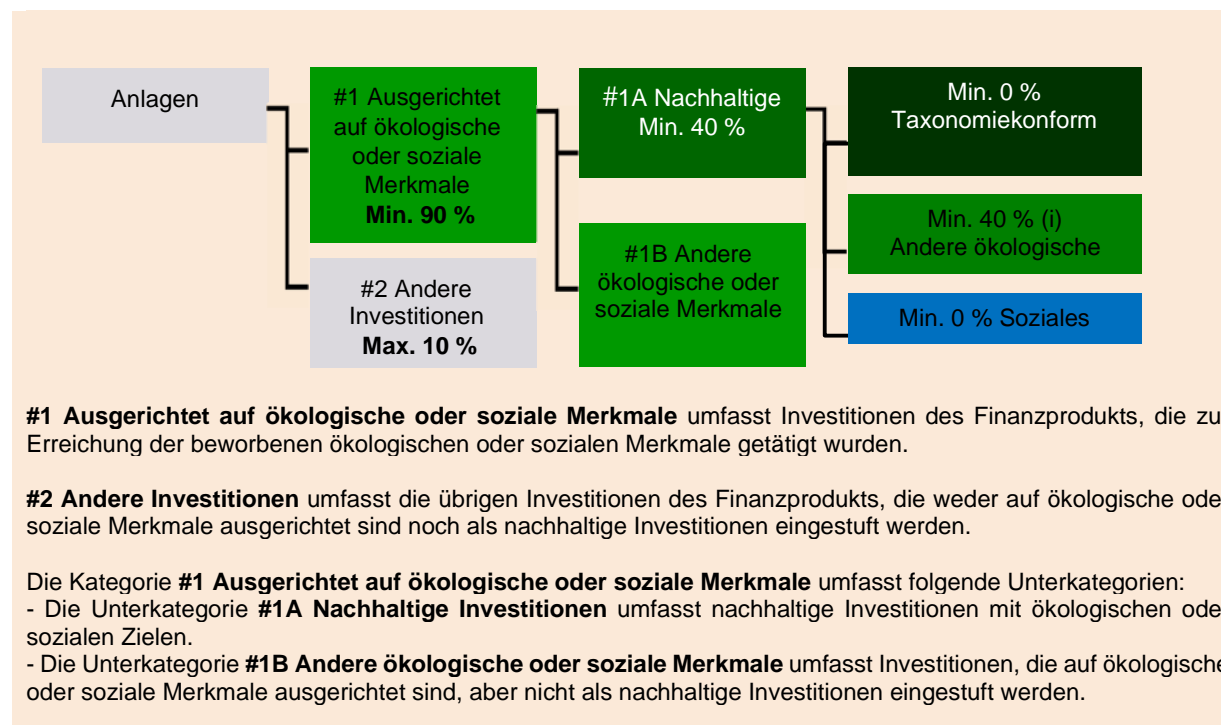 Anlagen
#1 Ausgerichtet
auf ökologische
oder soziale
Merkmale
Min. 90 %
#2 Andere
Investitionen
Max. 10 %
#1A Nachhaltige
Min. 40 %
#1B Andere
ökologische oder
soziale Merkmale
Min. 0 %
Taxonomiekonform
Min. 40 % (i)
Andere ökologische
Min. 0 % Soziales
#1 Ausgerichtet auf ökologische oder soziale Merkmale umfasst Investitionen des Finanzprodukts, die zu
Erreichung der beworbenen ökologischen oder sozialen Merkmale getätigt wurden.
#2 Andere Investitionen umfasst die übrigen Investitionen des Finanzprodukts, die weder auf ökologische ode
soziale Merkmale ausgerichtet sind noch als nachhaltige Investitionen eingestuft werden.
Die Kategorie #1 Ausgerichtet auf ökologische oder soziale Merkmale umfasst folgende Unterkategorien:
- Die Unterkategorie #1A Nachhaltige Investitionen umfasst nachhaltige Investitionen mit ökologischen ode
sozialen Zielen.
- Die Unterkategorie #1B Andere ökologische oder soziale Merkmale umfasst Investitionen, die auf ökologische
oder soziale Merkmale ausgerichtet sind, aber nicht als nachhaltige Investitionen eingestuft werden.